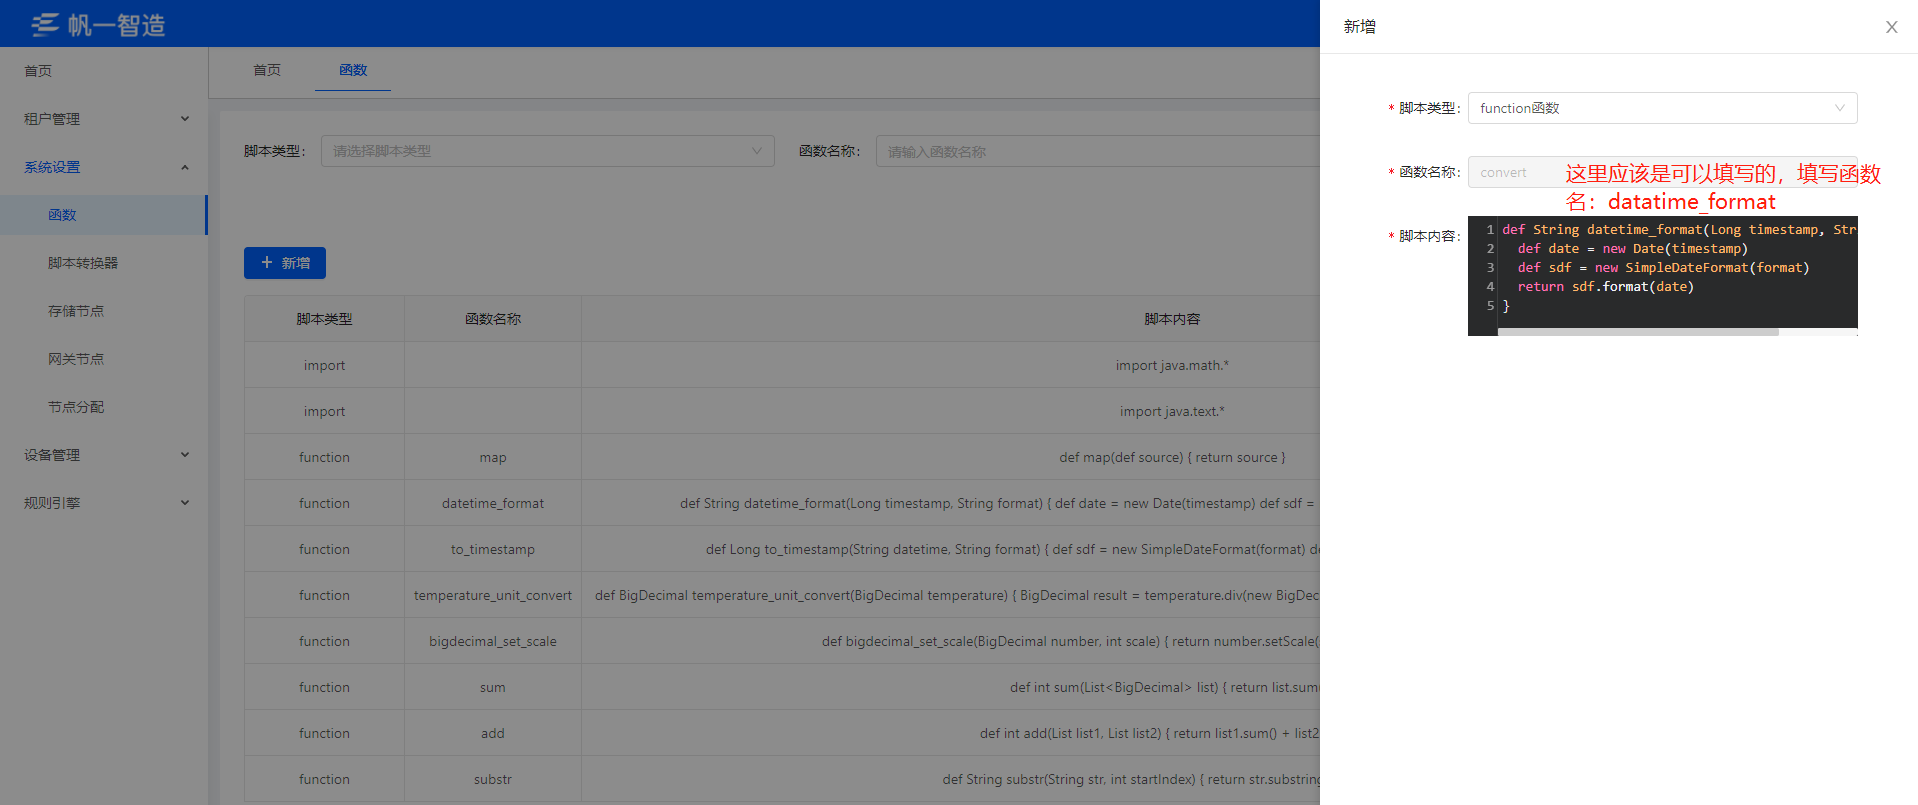 帆一智造
首页
租户管理
系统设置
函数
脚本转换器
存储节点
网关节点
节点分配
设备管理
规则引擎
首页 函数
脚本类型： 请选择脚本类型 函数名称： 请输入函数名称
+ 新增
脚本类型 函数名称 脚本内容
import import java.math.*
import import java.text.*
function map def map(def source) { return source }
function datetime_format def String datetime_format(Long timestamp, String format) { def date = new Date(timestamp) def sdf =
function to_timestamp def Long to_timestamp(String datetime, String format) { def sdf = new SimpleDateFormat(format) de
function temperature_unit_convert def BigDecimal temperature_unit_convert(BigDecimal temperature) { BigDecimal result = temperature.div(new BigDec
function bigdecimal_set_scale def bigdecimal_set_scale(BigDecimal number, int scale) { return number.setScale(
function sum def int sum(List<BigDecimal> list) { return list.sum(
function add def int add(List list1, List list2) { return list1.sum() + list2
function substr def String substr(String str, int startIndex) { return str.substring
新增 X
* 脚本类型： function函数
* 函数名称： convert
这里应该是可以填写的，填写函数
名：datatime_format
* 脚本内容：
1 def String datetime_format(Long timestamp, Str
2 def date = new Date(timestamp)
3 def sdf = new SimpleDateFormat(format)
4 return sdf.format(date)
5 }